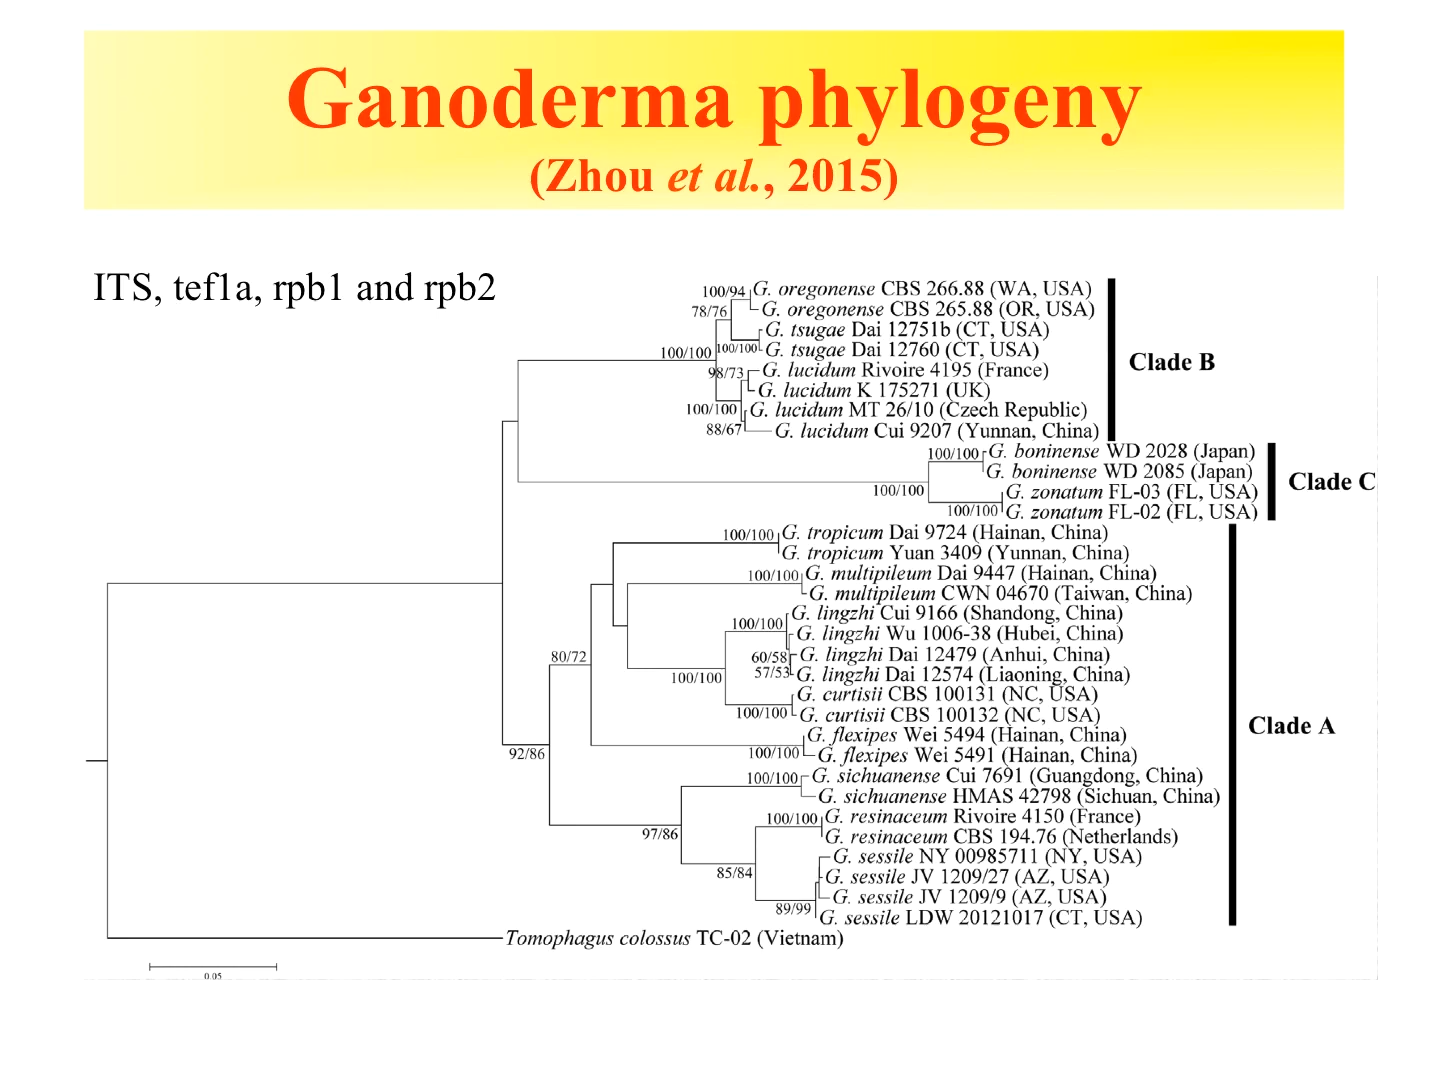 Ganoderma phylogeny
(Zhou et al., 2015)
ITS, tef1a, rpb1 and rpb2
100/94 G. oregonense CBS 266.88 (WA, USA)
78/76 G. oregonense CBS 265.88 (OR, USA)
G. tsugae Dai 12751b (CT, USA)
100/100 100/100 G. tsugae Dai 12760 (CT, USA)
Clade B
98/73 G. lucidum Rivoire 4195 (France)
G. lucidum K 175271 (UK)
100/100 G. lucidum MT 26/10 (Czech Republic)
88/67 G. lucidum Cui 9207 (Yunnan, China)
100/100 G. boninense WD 2028 (Japan)
G. boninense WD 2085 (Japan)
Clade C
100/100 G. zonatum FL-03 (FL, USA)
100/100 G. zonatum FL-02 (FL, USA)
100/100 G. tropicum Dai 9724 (Hainan, China)
G. tropicum Yuan 3409 (Yunnan, China)
100/100 G. multipileum Dai 9447 (Hainan, China)
G. multipileum CWN 04670 (Taiwan, China)
G. lingzhi Cui 9166 (Shandong, China)
100/100 G. lingzhi Wu 1006-38 (Hubei, China)
80/72 60/58 G. lingzhi Dai 12479 (Anhui, China)
100/100 57/53 G. lingzhi Dai 12574 (Liaoning, China)
G. curtisii CBS 100131 (NC, USA)
100/100 G. curtisii CBS 100132 (NC, USA)
Clade A
G. flexipes Wei 5494 (Hainan, China)
92/86 100/100 G. flexipes Wei 5491 (Hainan, China)
100/100 G. sichuanense Cui 7691 (Guangdong, China)
G. sichuanense HMAS 42798 (Sichuan, China)
100/100 G. resinaceum Rivoire 4150 (France)
97/86 G. resinaceum CBS 194.76 (Netherlands)
G. sessile NY 00985711 (NY, USA)
85/84 G. sessile JV 1209/27 (AZ, USA)
G. sessile JV 1209/9 (AZ, USA)
89/99 G. sessile LDW 20121017 (CT, USA)
Tomophagus colossus TC-02 (Vietnam)
0.05